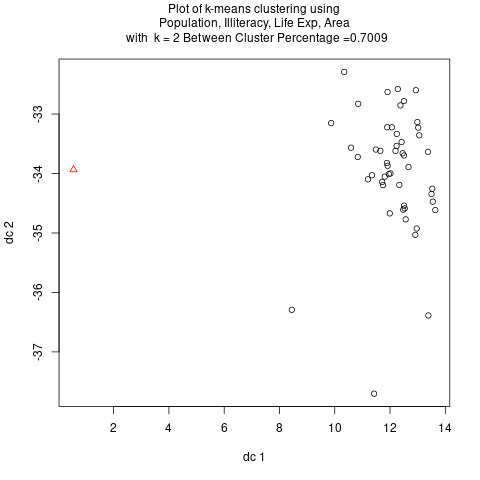 Plot of k-means clustering using
Population, Illiteracy, Life Exp, Area
with k = 2 Between Cluster Percentage =0.7009
-33
-34
-35
-36
-37
dc 2
2
4
6
8
10
12
14
dc 1